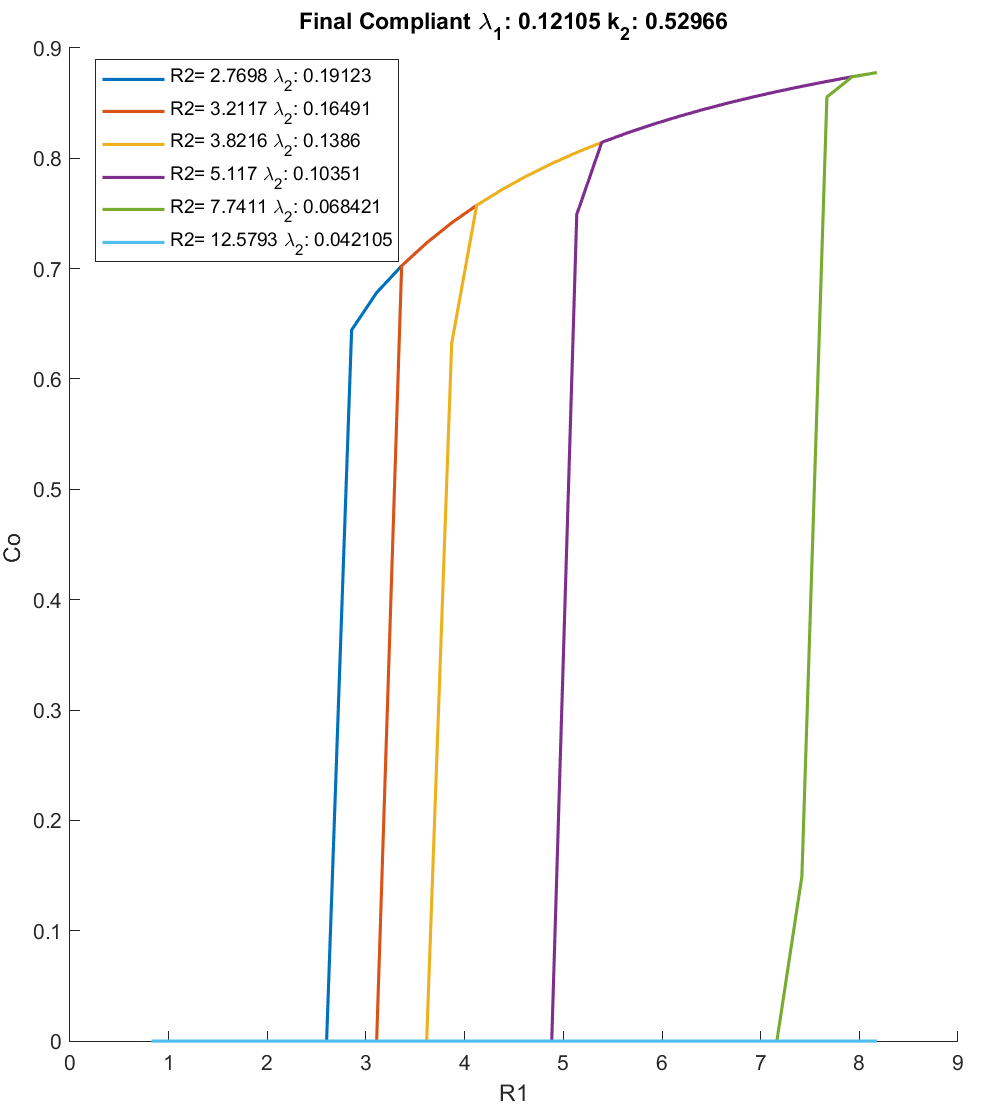 Final Compliant λ₁: 0.12105 k₂: 0.52966
R2= 2.7698 λ₂: 0.19123
R2= 3.2117 λ₂: 0.16491
R2= 3.8216 λ₂: 0.1386
R2= 5.117 λ₂: 0.10351
R2= 7.7411 λ₂: 0.068421
R2= 12.5793 λ₂: 0.042105
0.9
0.8
0.7
0.6
0.5
0.4
0.3
0.2
0.1
0
Co
0 1 2 3 4 5 6 7 8 9
R1